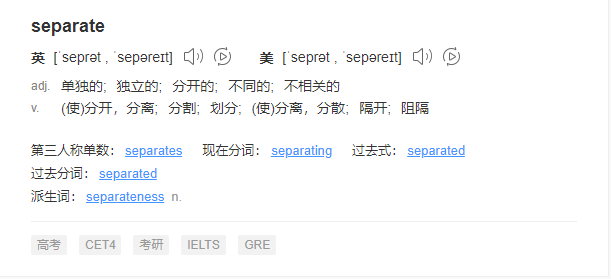 separate
英 [ˈseprət , ˈsepəreɪt] 美 [ˈseprət , ˈsepəreɪt]
adj. 单独的; 独立的; 分开的; 不同的; 不相关的
v. (使)分开，分离; 分割; 划分; (使)分离，分散; 隔开; 阻隔
第三人称单数： separates 现在分词： separating 过去式： separated
过去分词： separated
派生词： separateness n.
高考 CET4 考研 IELTS GRE